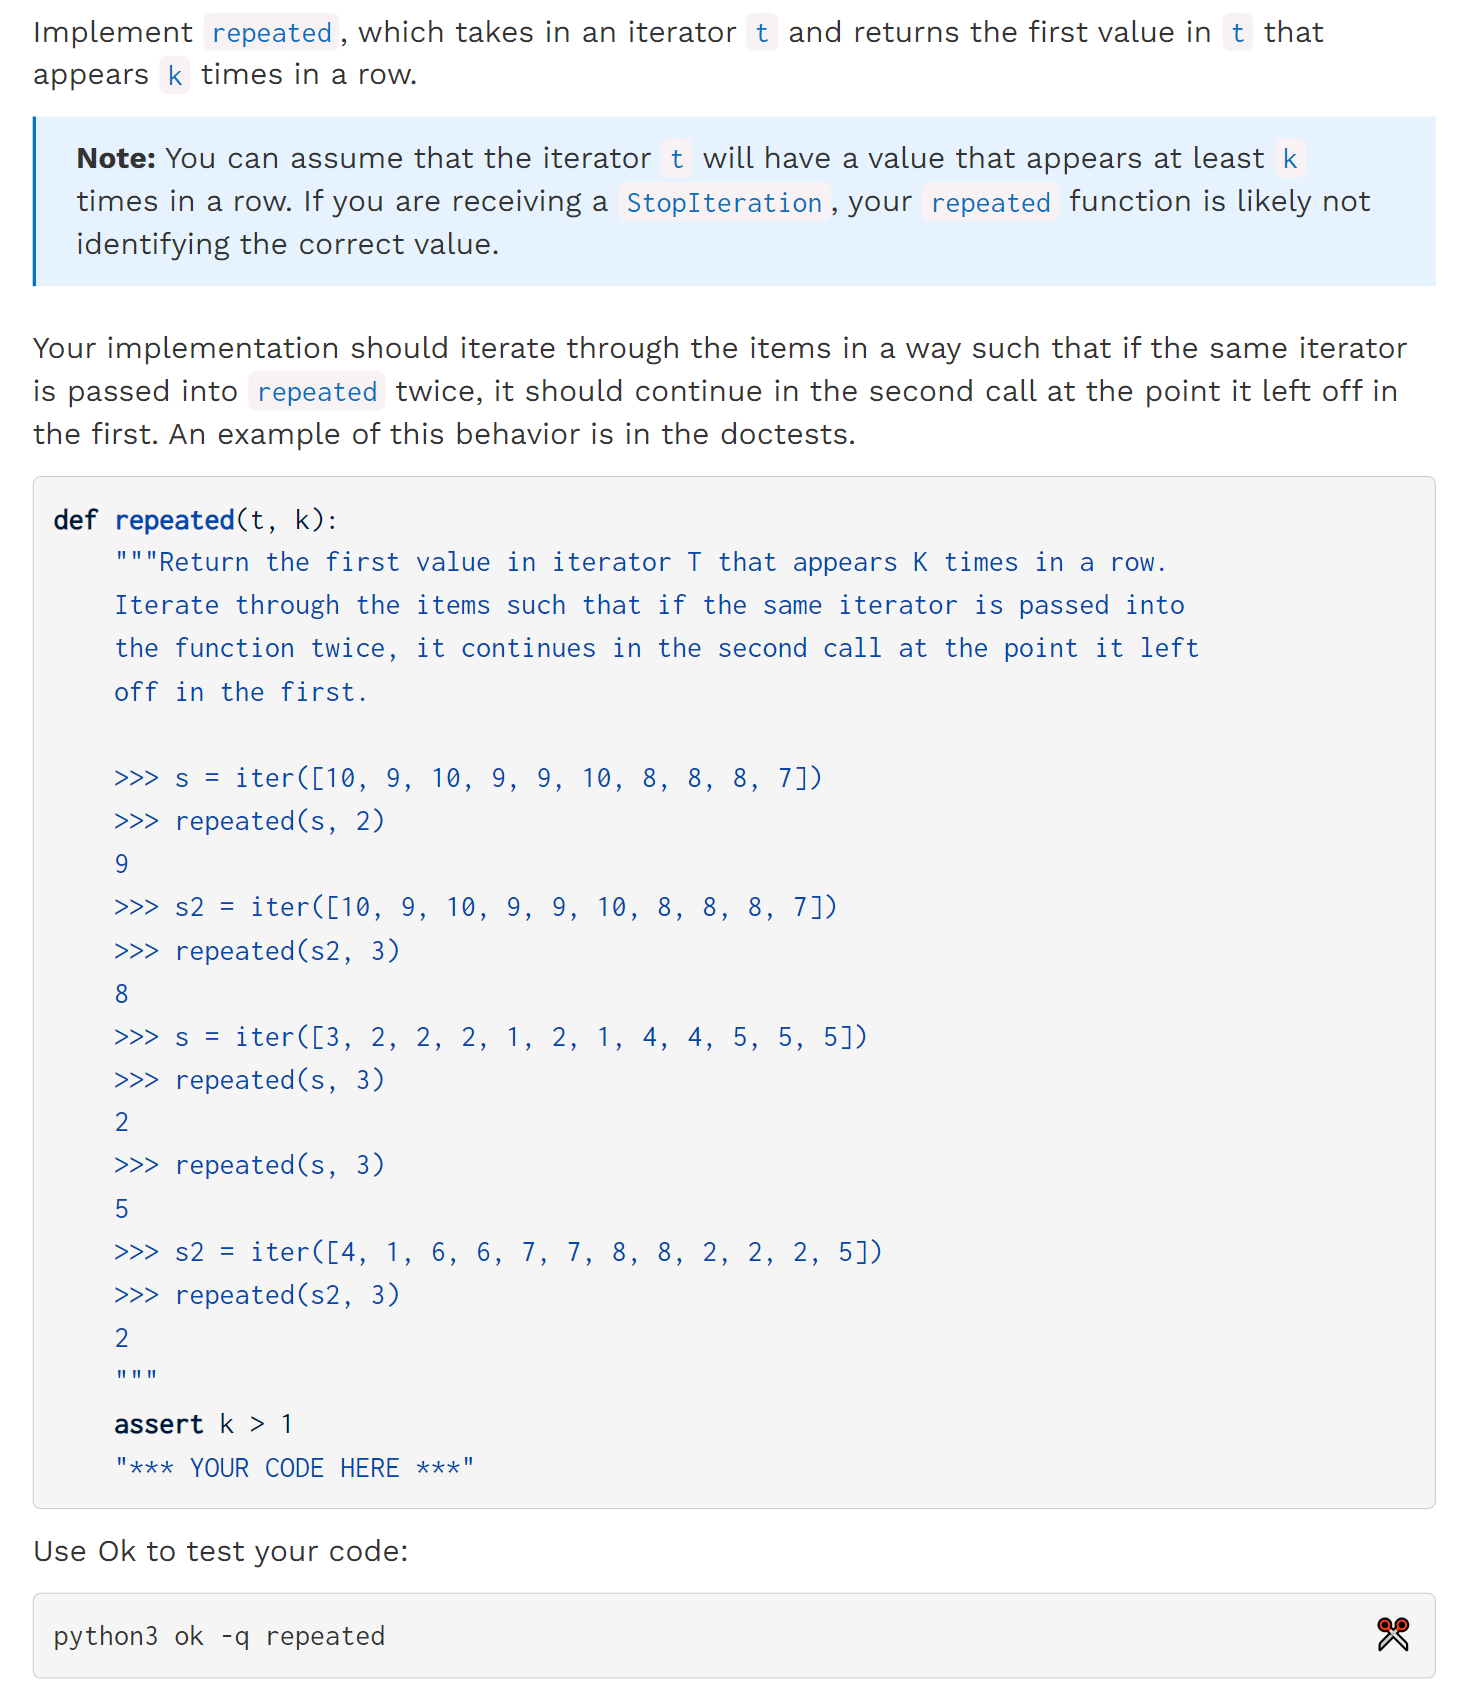 Implement repeated, which takes in an iterator t and returns the first value in t that
appears k times in a row.
Note: You can assume that the iterator t will have a value that appears at least k
times in a row. If you are receiving a StopIteration, your repeated function is likely not
identifying the correct value.
Your implementation should iterate through the items in a way such that if the same iterator
is passed into repeated twice, it should continue in the second call at the point it left off in
the first. An example of this behavior is in the doctests.
def repeated(t, k):
    """Return the first value in iterator T that appears K times in a row.
    Iterate through the items such that if the same iterator is passed into
    the function twice, it continues in the second call at the point it left
    off in the first.
    >>> s = iter([10, 9, 10, 9, 9, 10, 8, 8, 8, 7])
    >>> repeated(s, 2)
    9
    >>> s2 = iter([10, 9, 10, 9, 9, 10, 8, 8, 8, 7])
    >>> repeated(s2, 3)
    8
    >>> s = iter([3, 2, 2, 2, 1, 2, 1, 4, 4, 5, 5, 5])
    >>> repeated(s, 3)
    2
    >>> repeated(s, 3)
    5
    >>> s2 = iter([4, 1, 6, 6, 7, 7, 8, 8, 2, 2, 2, 5])
    >>> repeated(s2, 3)
    2
    """
    assert k > 1
    "*** YOUR CODE HERE ***"
Use Ok to test your code:
python3 ok -q repeated